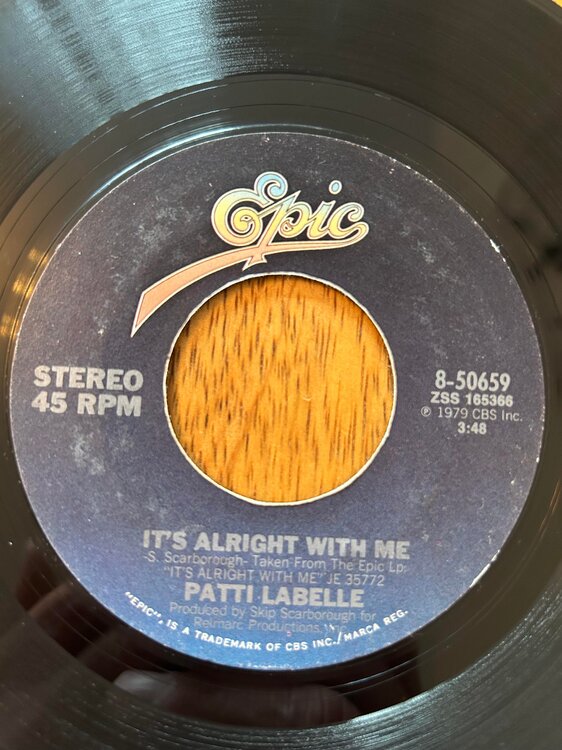 Epic
STEREO
45 RPM
8-50659
ZSS 165366
℗ 1979 CBS Inc.
3:48
IT'S ALRIGHT WITH ME
-S. Scarborough- Taken From The Epic Lp:
"IT'S ALRIGHT WITH ME" JE 35772
PATTI LABELLE
Produced by Skip Scarborough for
Relmarc Productions, Inc.
"EPIC", IS A TRADEMARK OF CBS INC./MARCA REG.